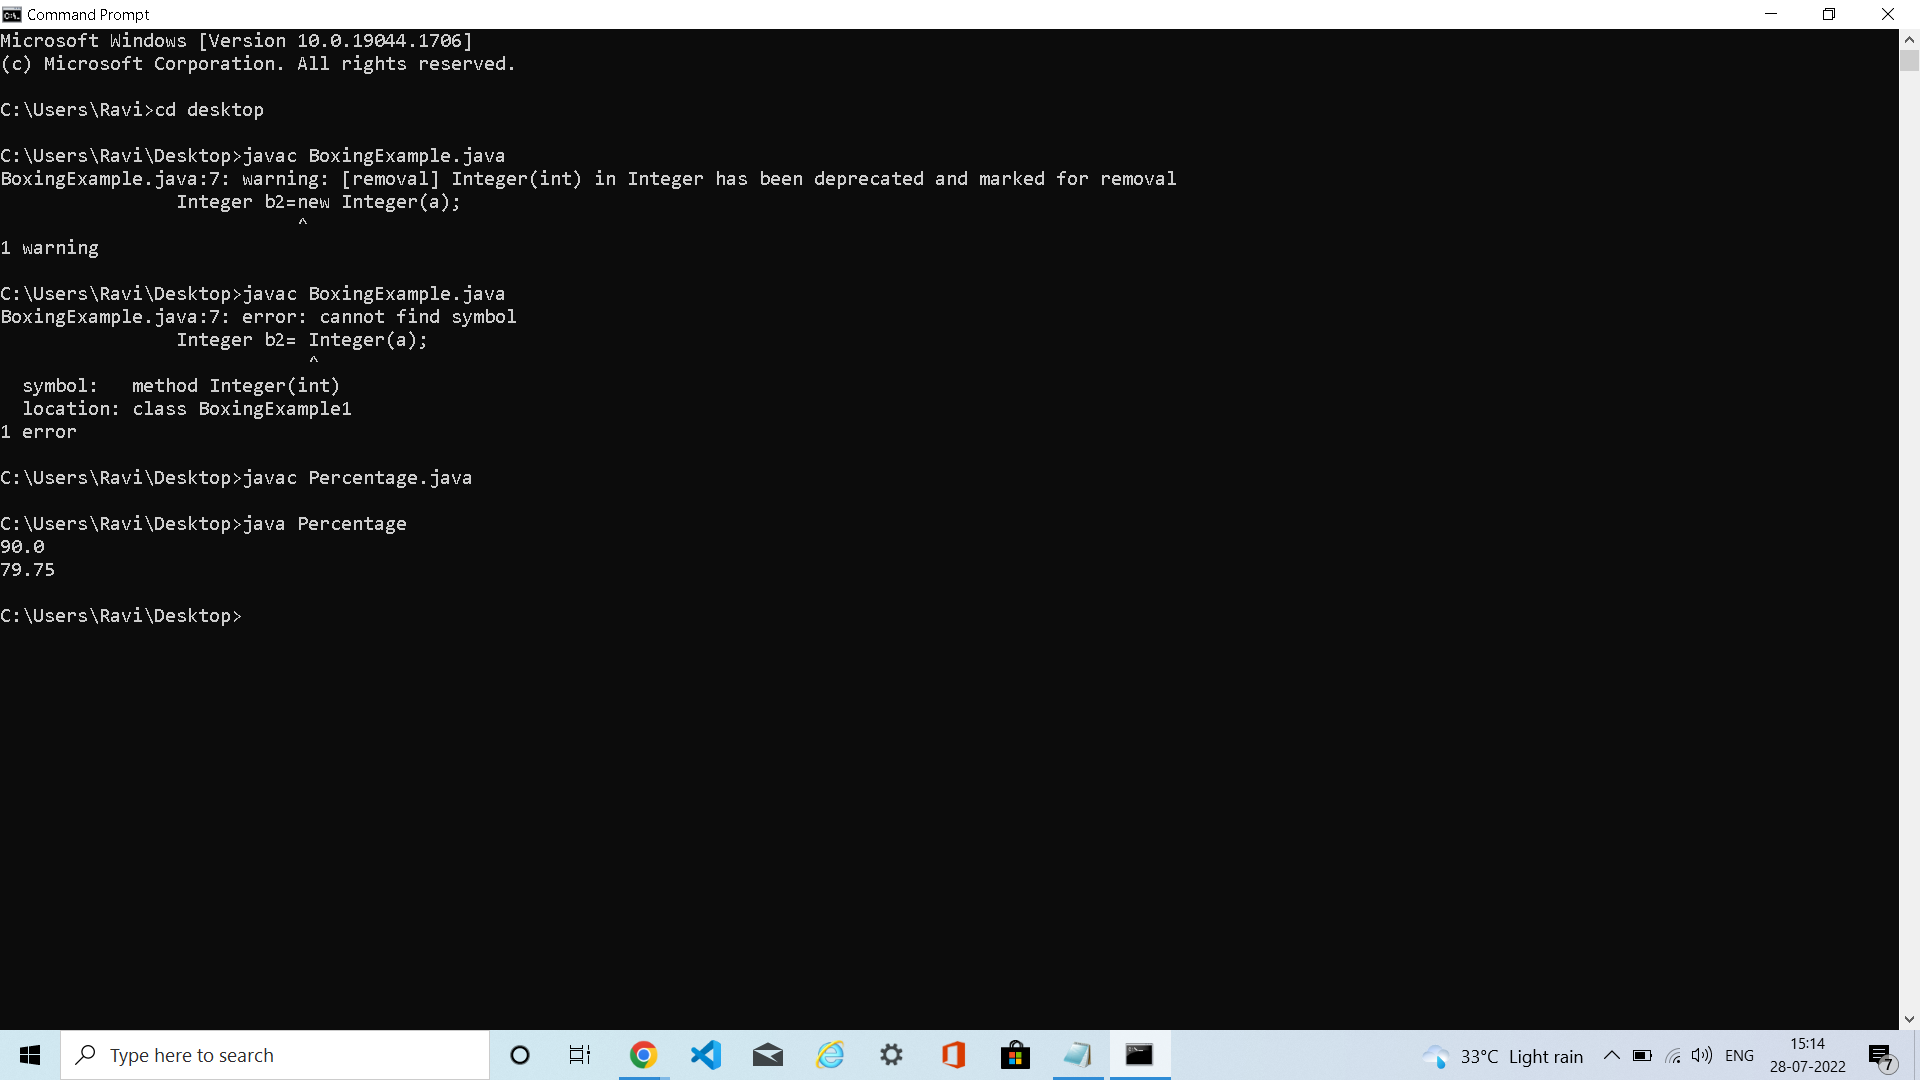 Command Prompt
Microsoft Windows [Version 10.0.19044.1706]
(c) Microsoft Corporation. All rights reserved.
C:\Users\Ravi>cd desktop
C:\Users\Ravi\Desktop>javac BoxingExample.java
BoxingExample.java:7: warning: [removal] Integer(int) in Integer has been deprecated and marked for removal
Integer b2=new Integer(a);
^
1 warning
C:\Users\Ravi\Desktop>javac BoxingExample.java
BoxingExample.java:7: error: cannot find symbol
Integer b2= Integer(a);
^
symbol:   method Integer(int)
location: class BoxingExample1
1 error
C:\Users\Ravi\Desktop>javac Percentage.java
C:\Users\Ravi\Desktop>java Percentage
90.0
79.75
C:\Users\Ravi\Desktop>
Type here to search
33°C Light rain
ENG
15:14
28-07-2022
7